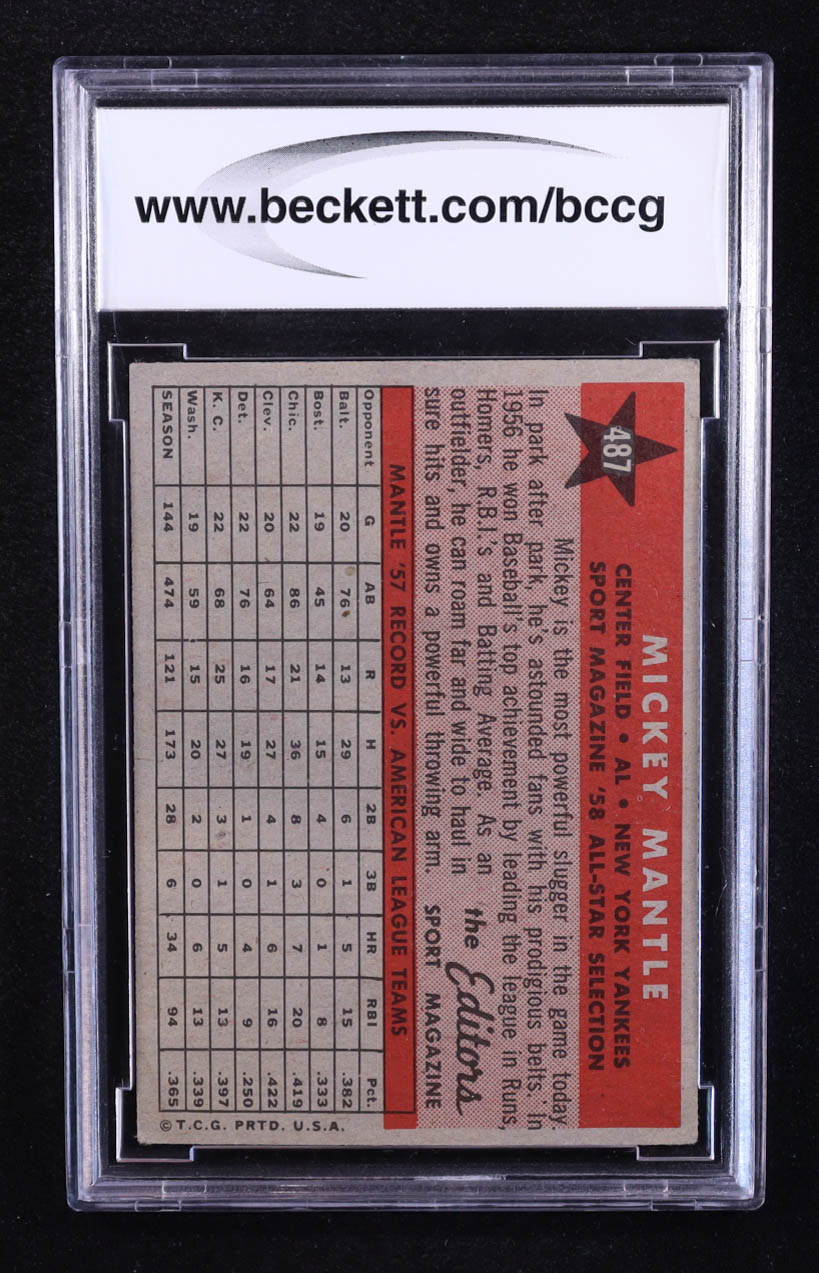 www.beckett.com/bccg
487
MICKEY MANTLE
CENTER FIELD • AL • NEW YORK YANKEES
SPORT MAGAZINE '58 ALL-STAR SELECTION
Mickey is the most powerful slugger in the game today.
In park after park, he's astounded fans with his prodigious belts. In
1956 he won Baseball's top achievement by leading the league in Runs,
Homers, R.B.I.'s and Batting Average. As an
outfielder, he can roam far and wide to haul in
sure hits and owns a powerful throwing arm.
the Editors
SPORT MAGAZINE
MANTLE '57 RECORD VS. AMERICAN LEAGUE TEAMS
Opponent G AB R H 2B 3B HR RBI Pct.
Balt. 20 76 13 29 6 1 5 15 .382
Bost. 19 45 14 15 4 0 1 8 .333
Chic. 22 86 21 36 8 3 7 20 .419
Clev. 20 64 17 27 4 1 6 16 .422
Det. 22 76 16 19 1 0 4 9 .250
K. C. 22 68 25 27 3 1 5 13 .397
Wash. 19 59 15 20 2 0 6 13 .339
SEASON 144 474 121 173 28 6 34 94 .365
© T.C.G. PRTD. U.S.A.